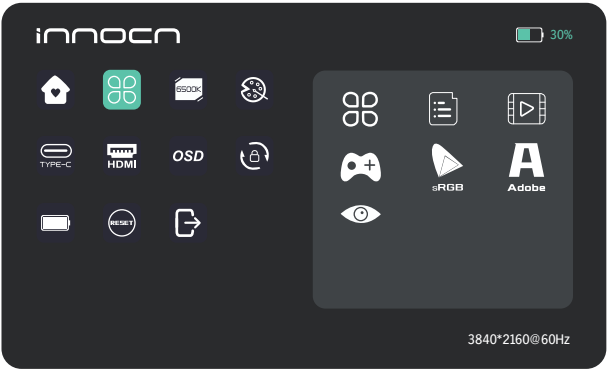 innocn
30%
6500K
TYPE-C
HDMI
OSD
sRGB
Adobe
RESET
3840*2160@60Hz